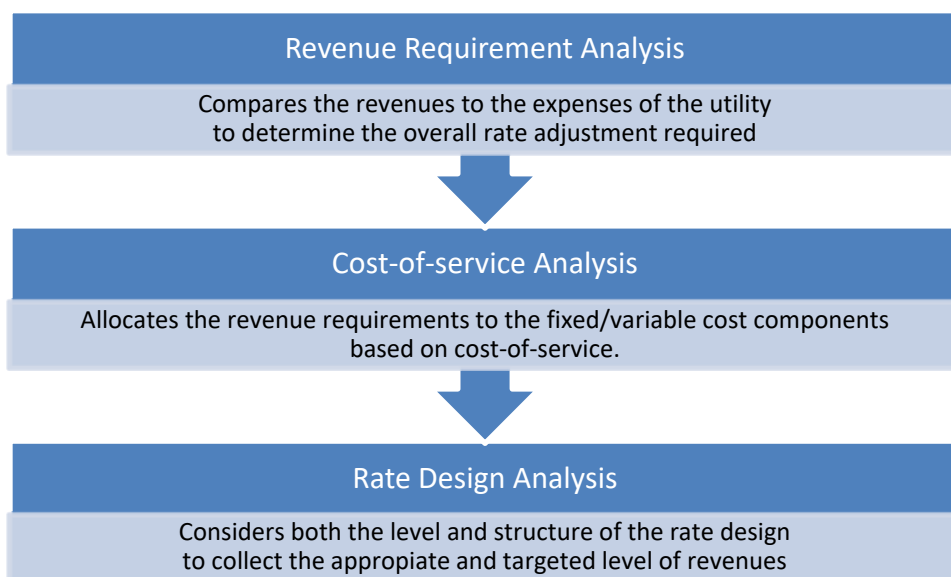 Revenue Requirement Analysis
Compares the revenues to the expenses of the utility
to determine the overall rate adjustment required
Cost-of-service Analysis
Allocates the revenue requirements to the fixed/variable cost components
based on cost-of-service.
Rate Design Analysis
Considers both the level and structure of the rate design
to collect the appropiate and targeted level of revenues